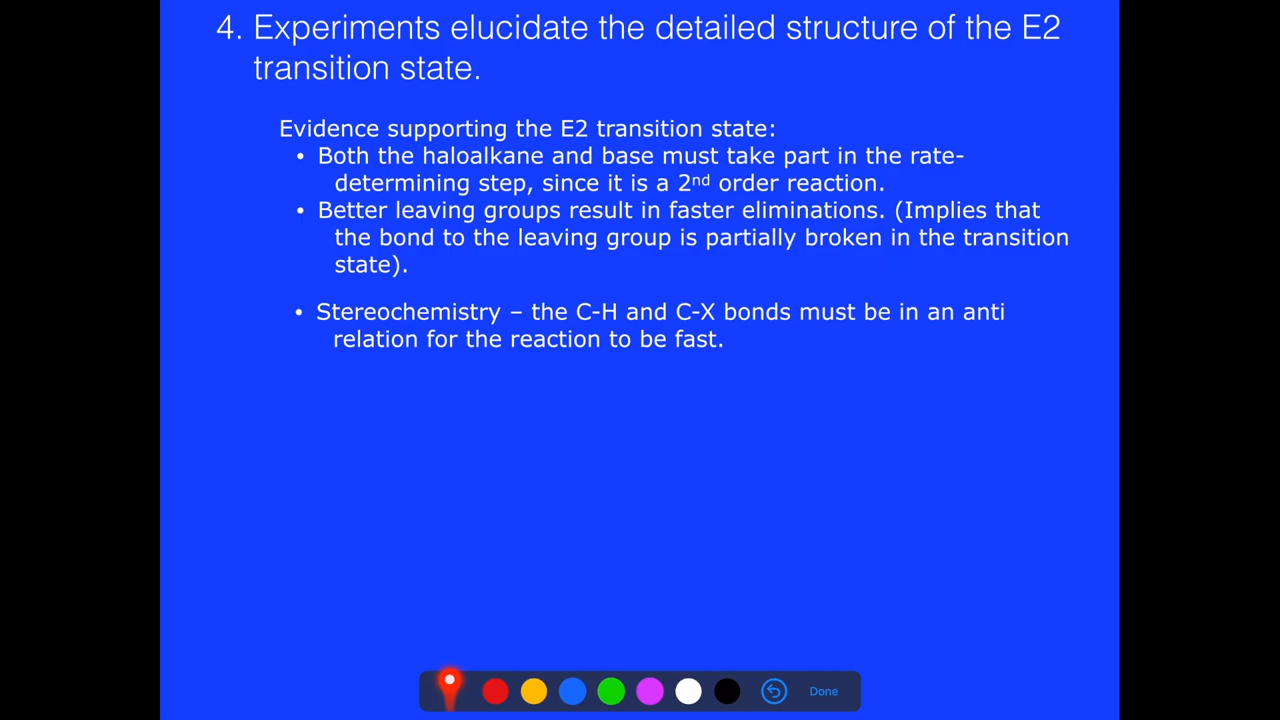 4. Experiments elucidate the detailed structure of the E2
transition state.
Evidence supporting the E2 transition state:
• Both the haloalkane and base must take part in the rate-
determining step, since it is a 2nd order reaction.
• Better leaving groups result in faster eliminations. (Implies that
the bond to the leaving group is partially broken in the transition
state).
• Stereochemistry – the C-H and C-X bonds must be in an anti
relation for the reaction to be fast.
Done